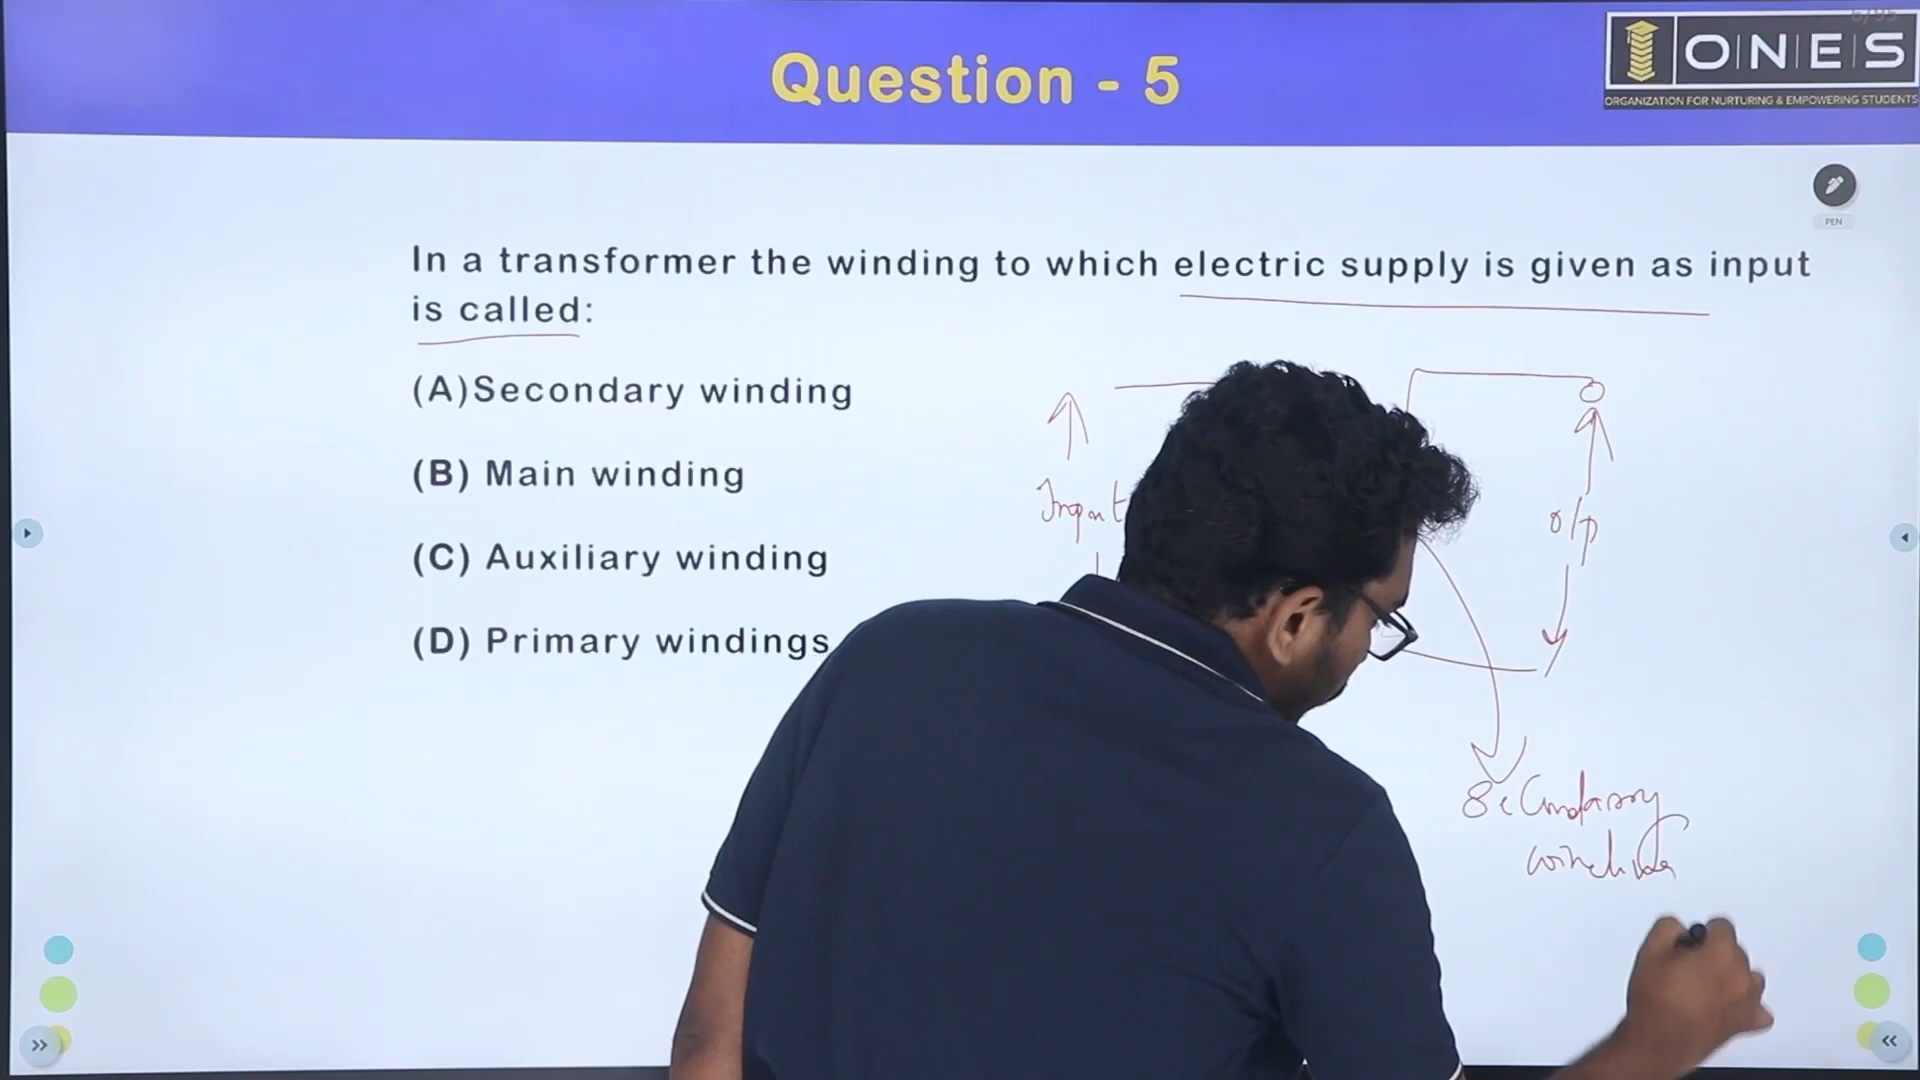 Question - 5
ONES
ORGANIZATION FOR NURTURING & EMPOWERING STUDENTS
PEN
In a transformer the winding to which electric supply is given as input
is called:
(A)Secondary winding
(B) Main winding
(C) Auxiliary winding
(D) Primary windings
Input
o/p
Secondary